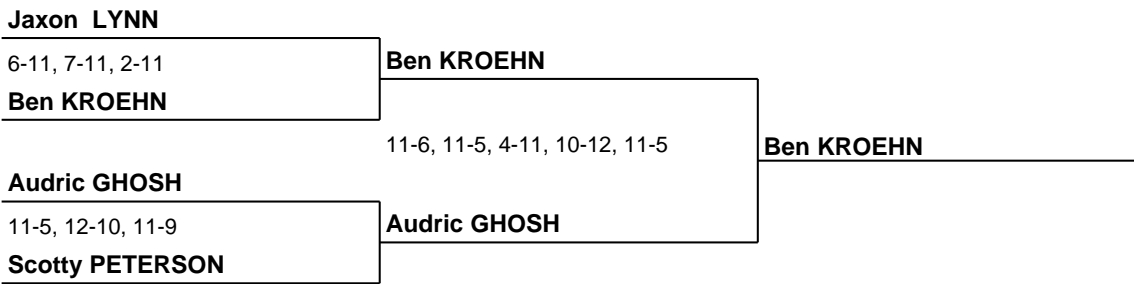 Jaxon  LYNN
6-11, 7-11, 2-11
Ben KROEHN
Ben KROEHN
11-6, 11-5, 4-11, 10-12, 11-5
Ben KROEHN
Audric GHOSH
11-5, 12-10, 11-9
Audric GHOSH
Scotty PETERSON